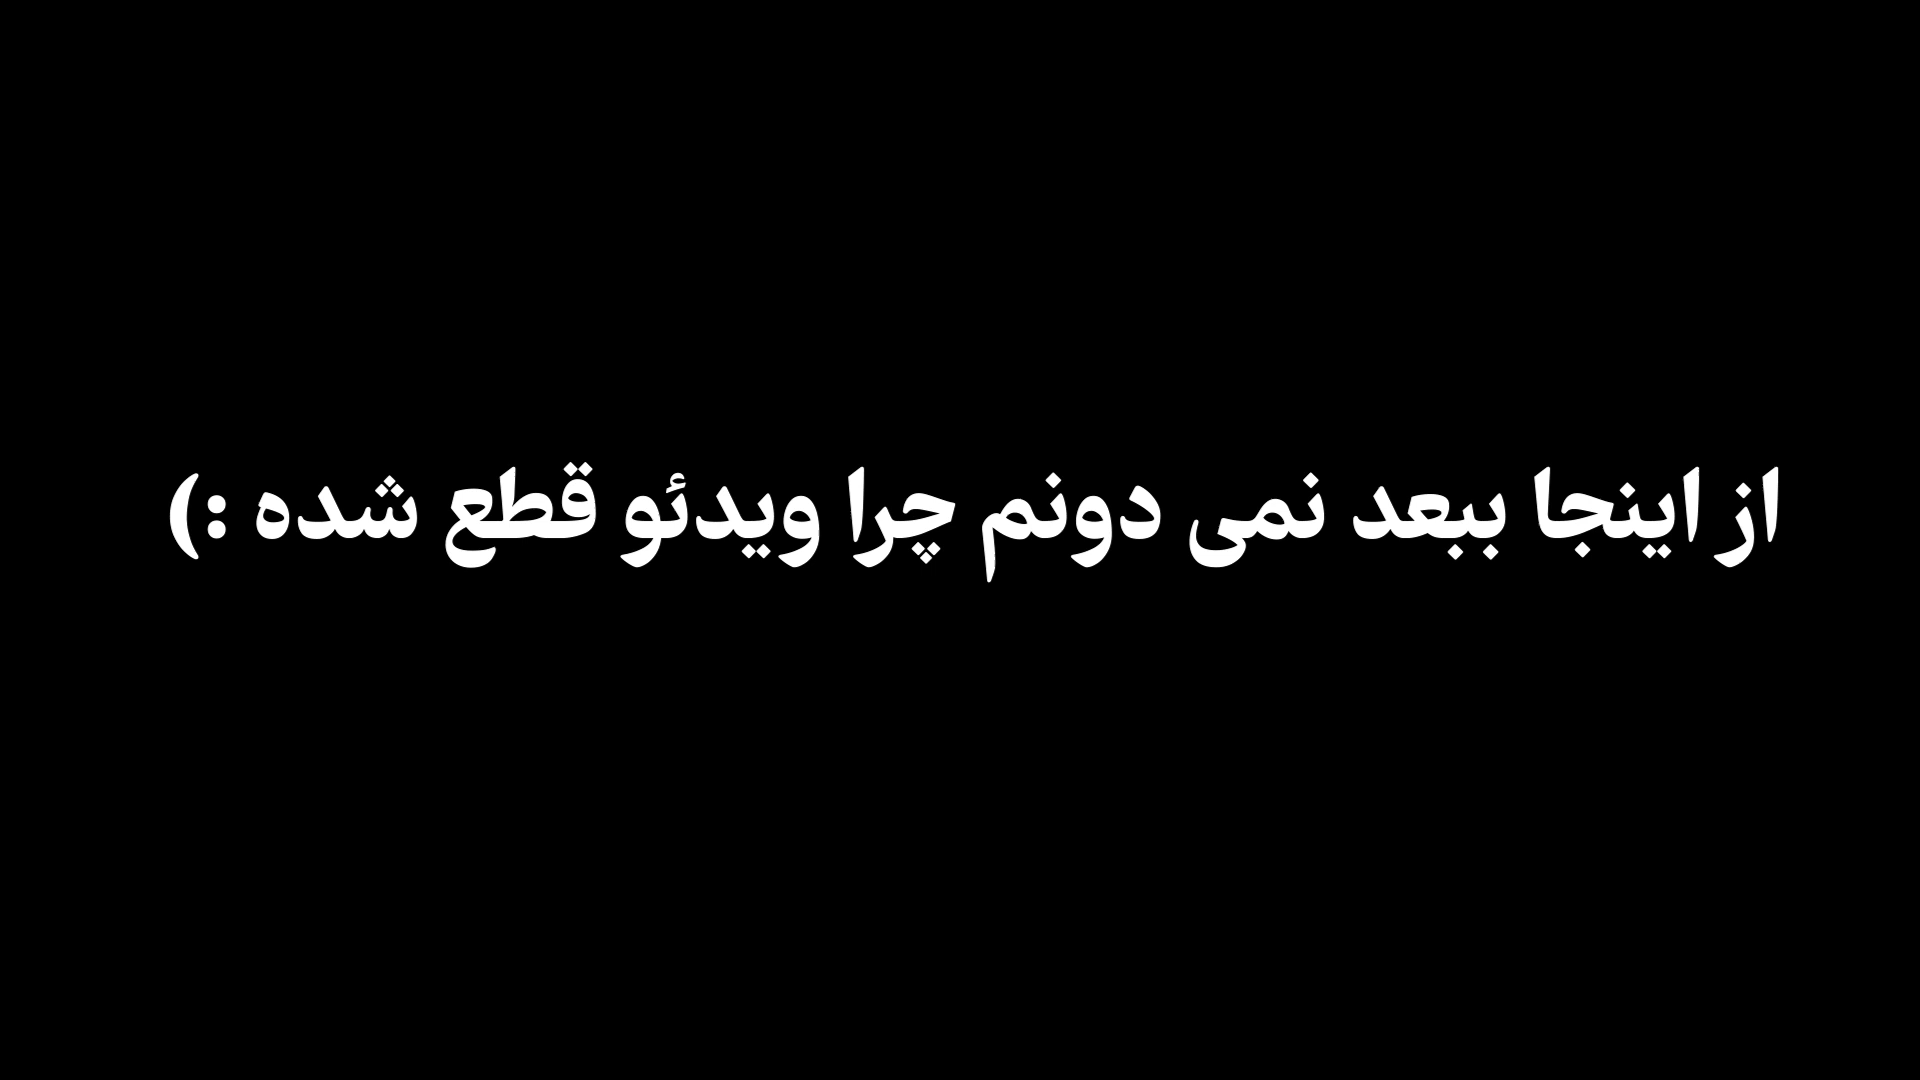 از اینجا ببعد نمی دونم چرا ویدئو قطع شده :)